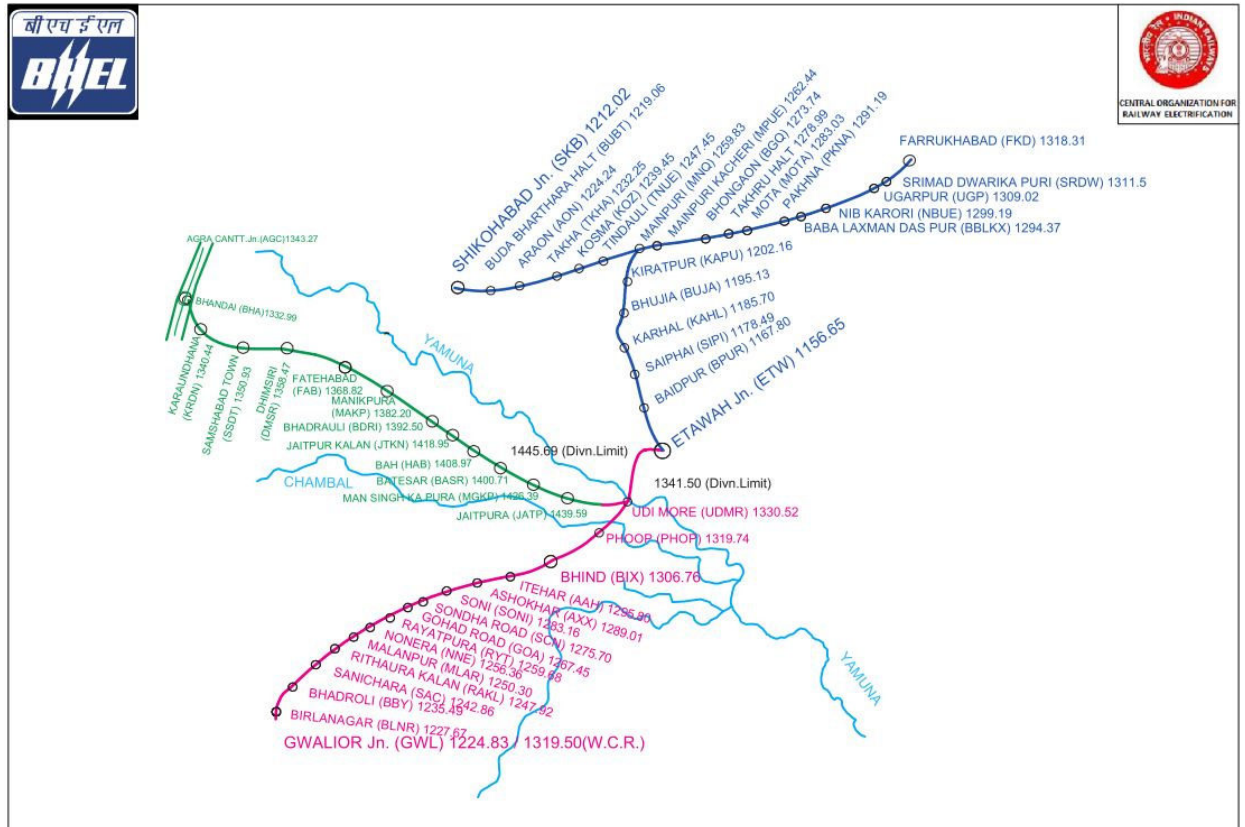 बी एच ई एल
BHEL
INDIAN RAILWAYS
भारतीय रेल
CENTRAL ORGANIZATION FOR
RAILWAY ELECTRIFICATION
SHIKOHABAD Jn. (SKB) 1212.02
BUDA BHARTHARA HALT (BUBT) 1219.06
ARAON (AON) 1224.24
TAKHA (TKHA) 1232.25
KOSMA (KOZ) 1239.45
TINDAULI (TNUE) 1247.45
MAINPURI (MNQ) 1259.83
MAINPURI KACHERI (MPUE) 1262.44
BHONGAON (BGQ) 1273.74
TAKHRU HALT 1278.99
MOTA (MOTA) 1283.03
PAKHNA (PKNA) 1291.19
FARRUKHABAD (FKD) 1318.31
SRIMAD DWARIKA PURI (SRDW) 1311.5
UGARPUR (UGP) 1309.02
NIB KARORI (NBUE) 1299.19
BABA LAXMAN DAS PUR (BBLKX) 1294.37
KIRATPUR (KAPU) 1202.16
BHUJIA (BUJA) 1195.13
KARHAL (KAHL) 1185.70
SAIPHAI (SIPI) 1178.49
BAIDPUR (BPUR) 1167.80
ETAWAH Jn. (ETW) 1156.65
AGRA CANTT.Jn.(AGC)1343.27
BHANDAI (BHA)1332.99
KARAUNDHANA
(KRDN) 1340.44
SAMSHABAD TOWN
(SSDT) 1350.93
DHIMSIRI
(DMSR) 1358.47
FATEHABAD
(FAB) 1368.82
MANIKPURA
(MAKP) 1382.20
BHADRAULI (BDRI) 1392.50
JAITPUR KALAN (JTKN) 1418.95
BAH (HAB) 1408.97
BATESAR (BASR) 1400.71
MAN SINGH KA PURA (MGKP) 1426.39
JAITPURA (JATP) 1439.59
YAMUNA
CHAMBAL
1445.69 (Divn.Limit)
1341.50 (Divn.Limit)
UDI MORE (UDMR) 1330.52
PHOOP (PHOP) 1319.74
BHIND (BIX) 1306.76
ITEHAR (AAH) 1295.80
ASHOKHAR (AXX) 1289.01
SONI (SONI) 1283.16
SONDHA ROAD (SCN) 1275.70
GOHAD ROAD (GOA) 1267.45
RAYATPURA (RYT) 1259.68
NONERA (NNE) 1256.36
MALANPUR (MLAR) 1250.30
RITHAURA KALAN (RAKL) 1247.92
SANICHARA (SAC) 1242.86
BHADROLI (BBY) 1235.49
BIRLANAGAR (BLNR) 1227.67
GWALIOR Jn. (GWL) 1224.83 / 1319.50(W.C.R.)
YAMUNA